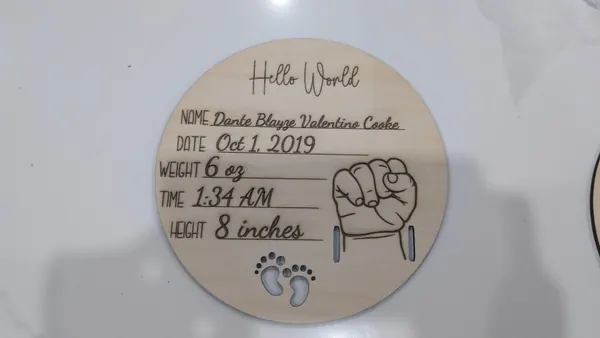 Hello World
NAME Dante Blayze Valentino Cooke
DATE Oct 1, 2019
WEIGHT 6 oz
TIME 1:34 AM
HEIGHT 8 inches